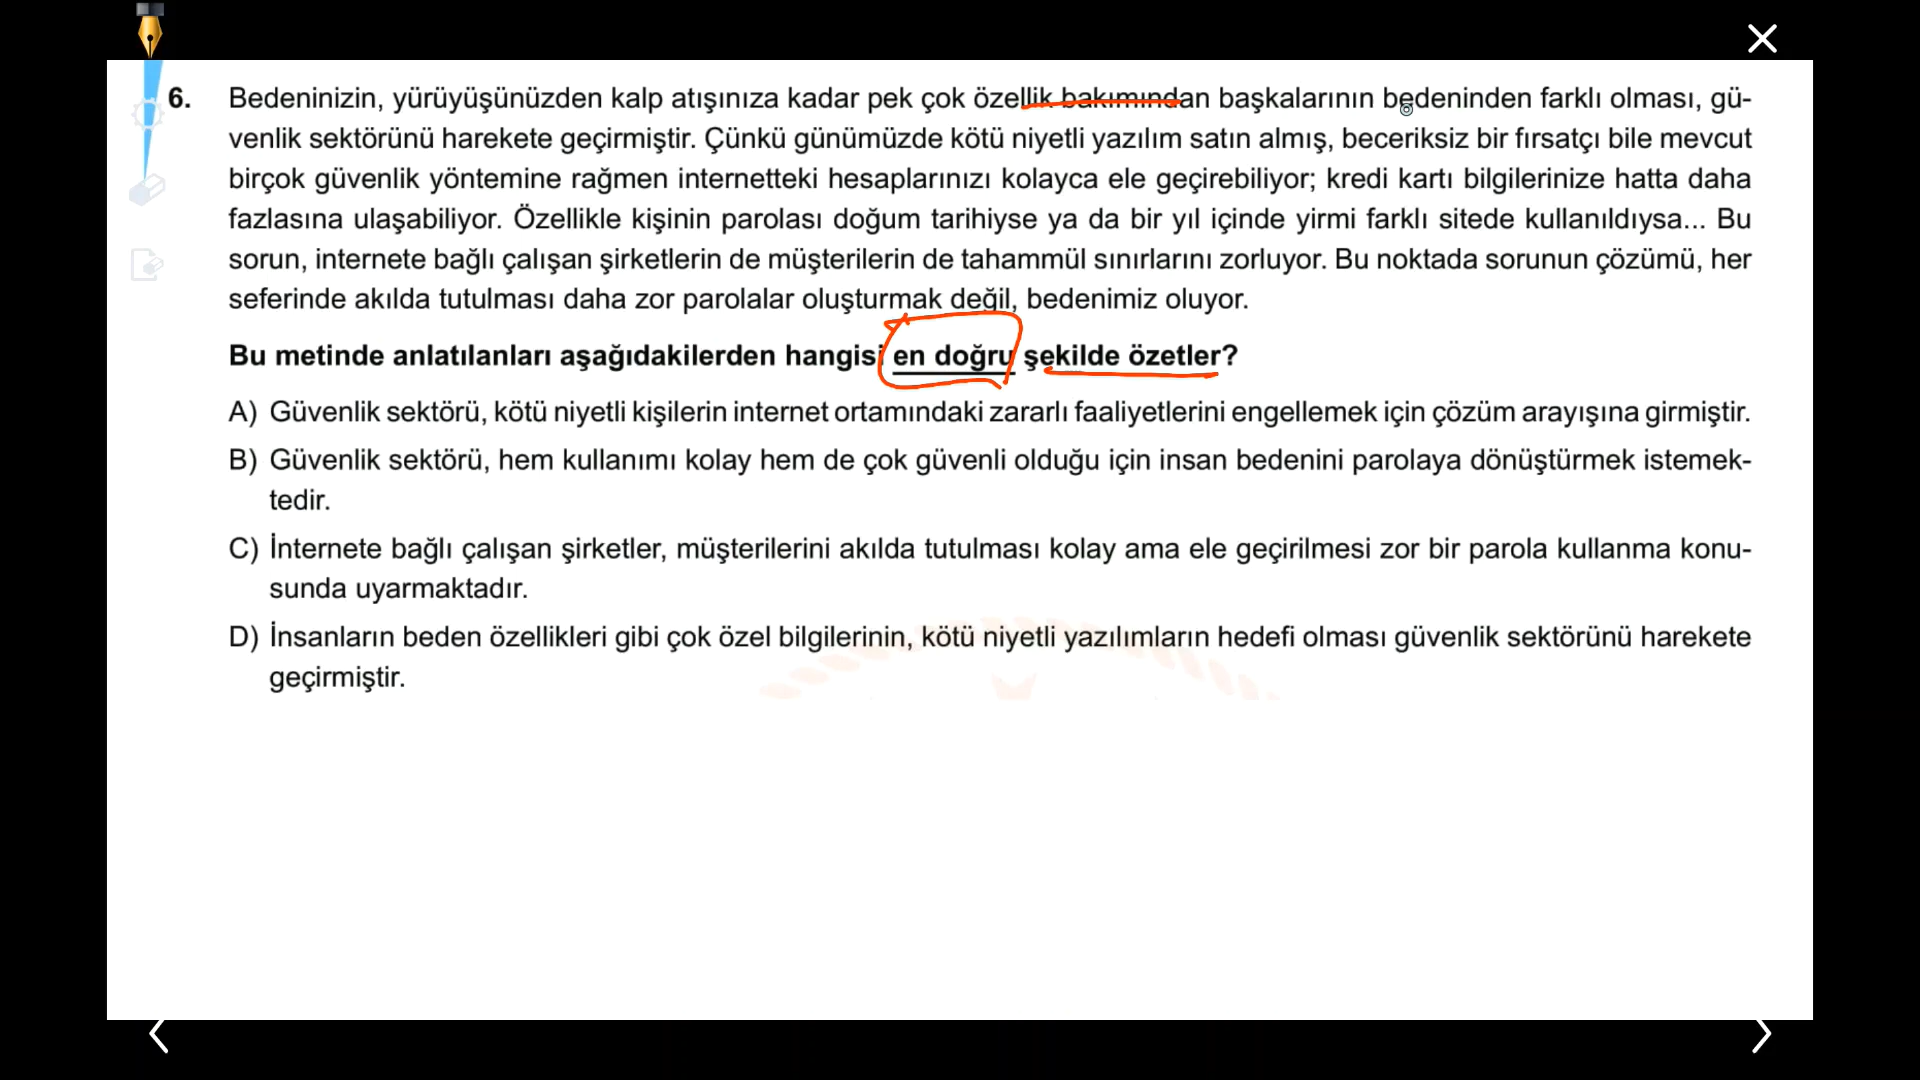 6. Bedeninizin, yürüyüşünüzden kalp atışınıza kadar pek çok özellik bakımından başkalarının bedeninden farklı olması, gü-
venlik sektörünü harekete geçirmiştir. Çünkü günümüzde kötü niyetli yazılım satın almış, beceriksiz bir fırsatçı bile mevcut
birçok güvenlik yöntemine rağmen internetteki hesaplarınızı kolayca ele geçirebiliyor; kredi kartı bilgilerinize hatta daha
fazlasına ulaşabiliyor. Özellikle kişinin parolası doğum tarihiyse ya da bir yıl içinde yirmi farklı sitede kullanıldıysa... Bu
sorun, internete bağlı çalışan şirketlerin de müşterilerin de tahammül sınırlarını zorluyor. Bu noktada sorunun çözümü, her
seferinde akılda tutulması daha zor parolalar oluşturmak değil, bedenimiz oluyor.
Bu metinde anlatılanları aşağıdakilerden hangisi en doğru şekilde özetler?
A) Güvenlik sektörü, kötü niyetli kişilerin internet ortamındaki zararlı faaliyetlerini engellemek için çözüm arayışına girmiştir.
B) Güvenlik sektörü, hem kullanımı kolay hem de çok güvenli olduğu için insan bedenini parolaya dönüştürmek istemek-
tedir.
C) İnternete bağlı çalışan şirketler, müşterilerini akılda tutulması kolay ama ele geçirilmesi zor bir parola kullanma konu-
sunda uyarmaktadır.
D) İnsanların beden özellikleri gibi çok özel bilgilerinin, kötü niyetli yazılımların hedefi olması güvenlik sektörünü harekete
geçirmiştir.